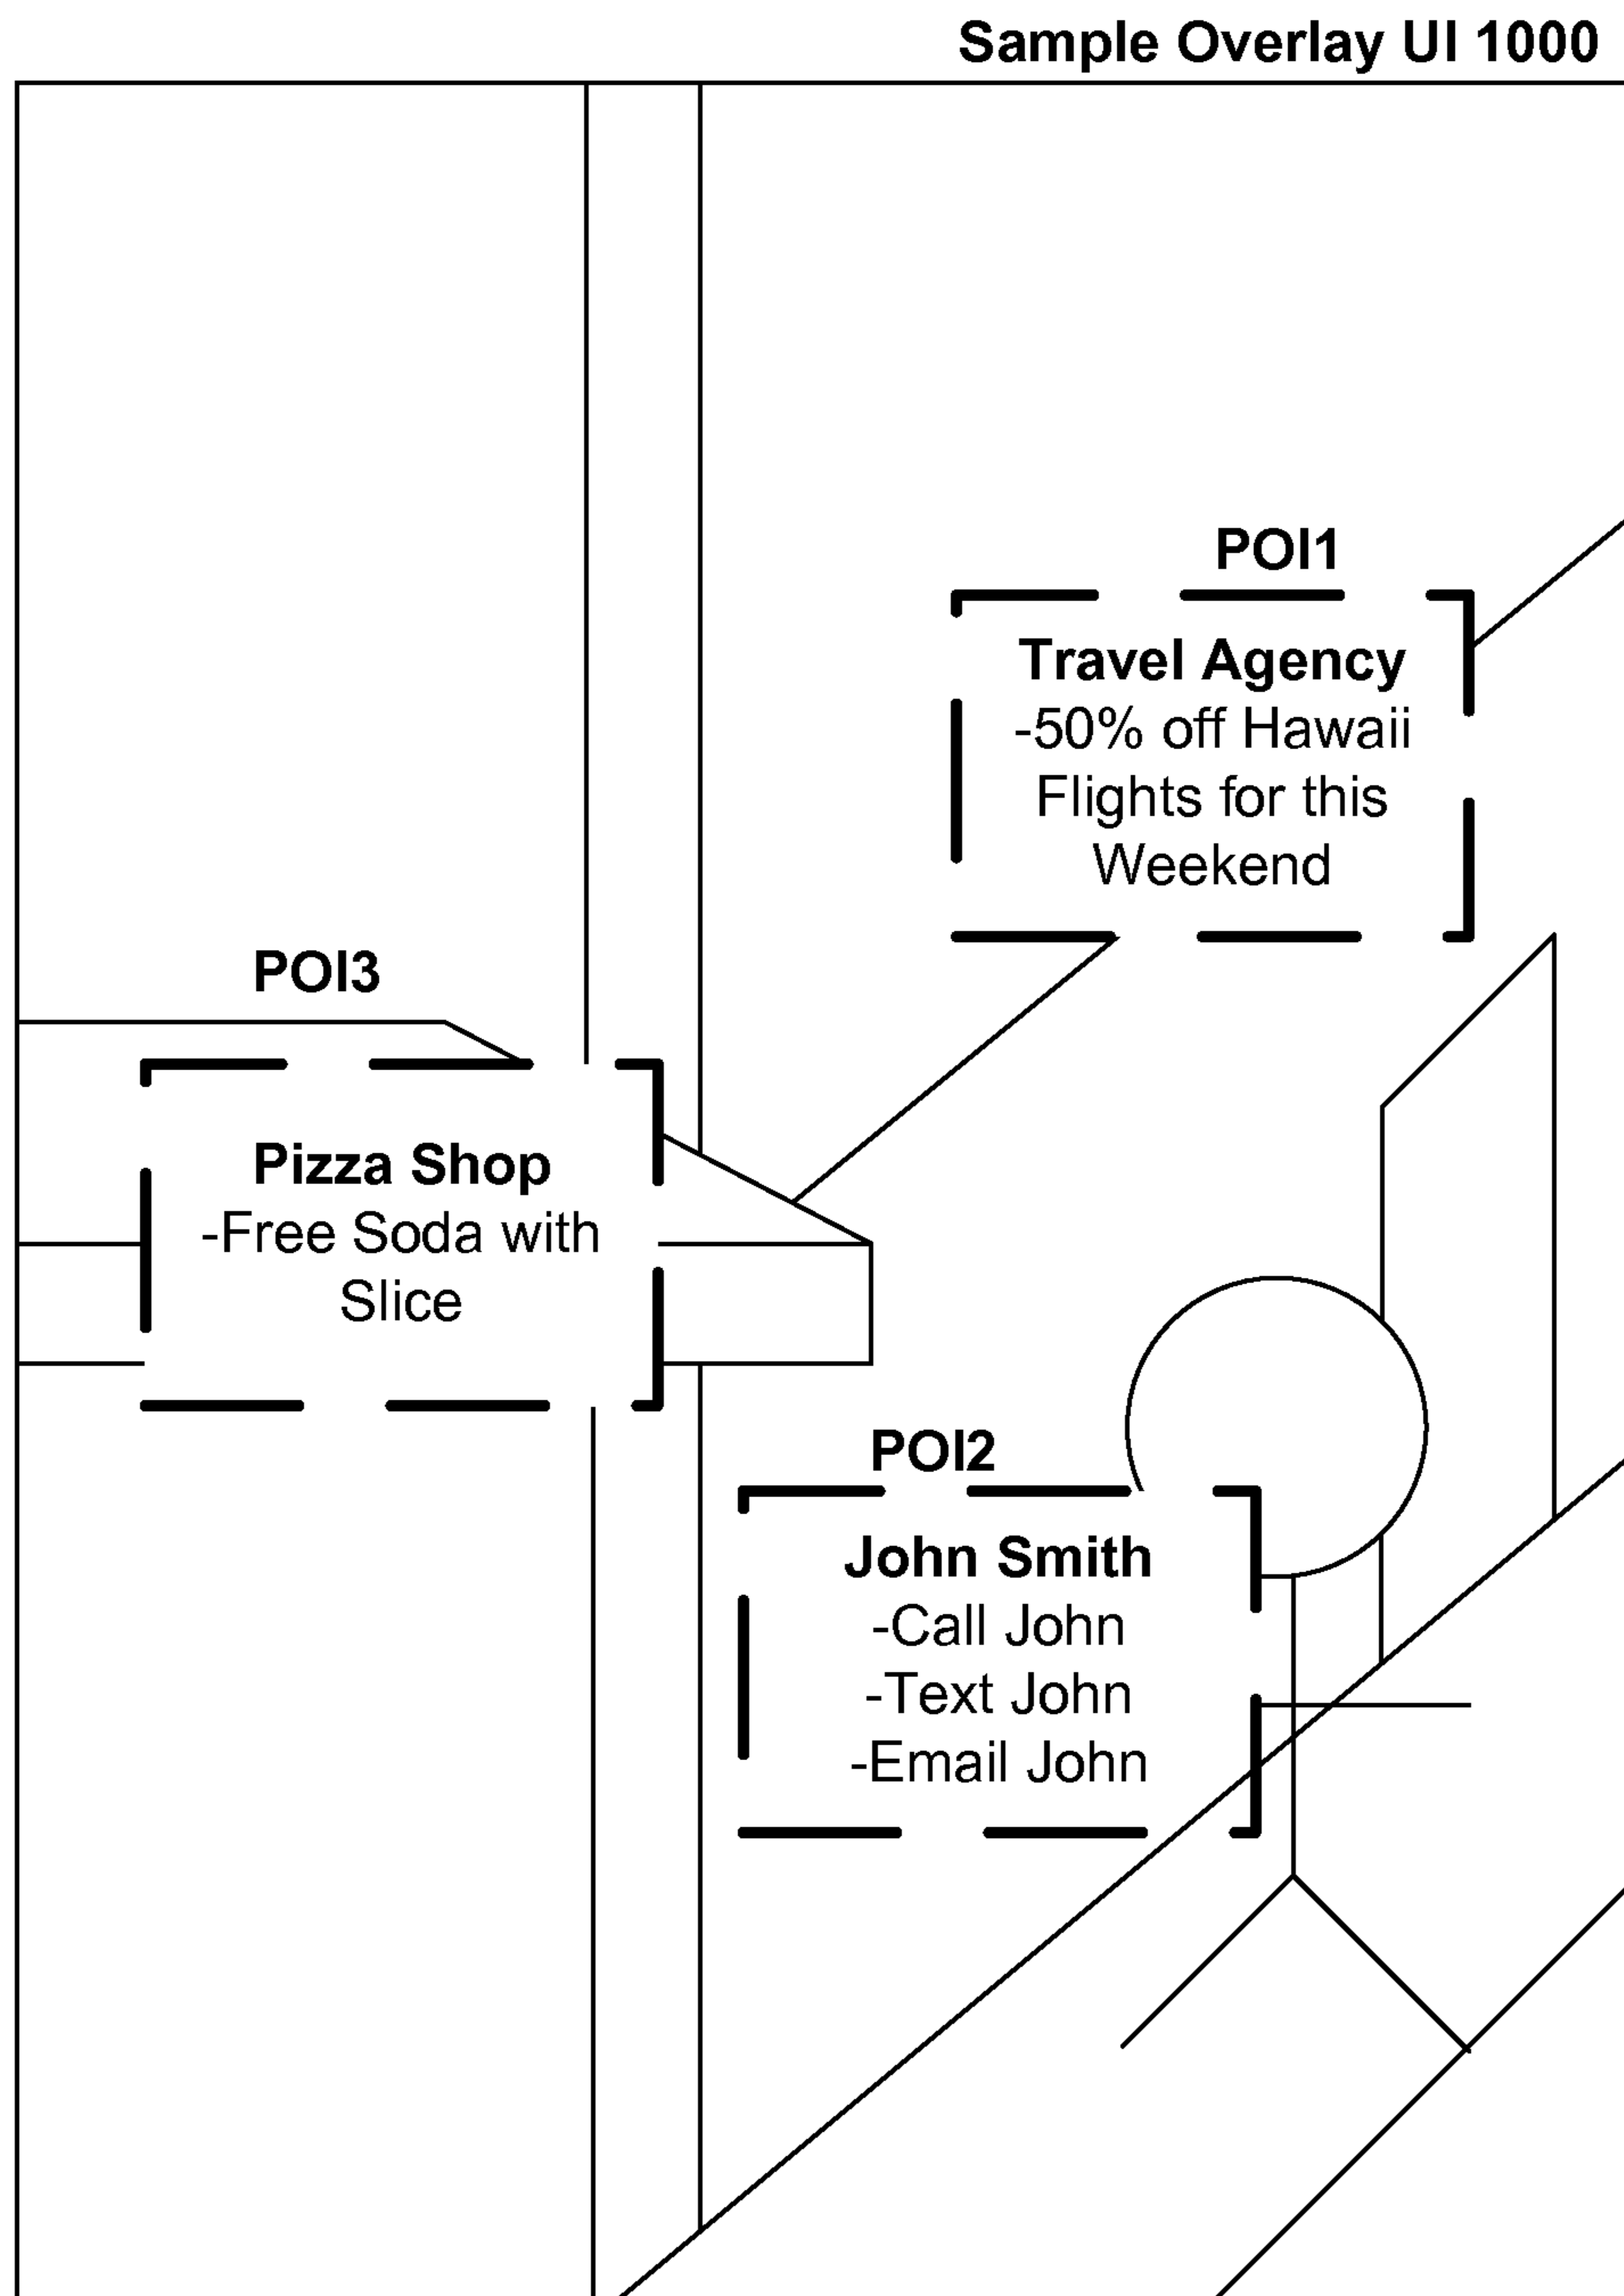 Sample Overlay UI 1000
POI1
Travel Agency
-50% off Hawaii
Flights for this
Weekend
POI3
Pizza Shop
-Free Soda with
Slice
POI2
John Smith
-Call John
-Text John
-Email John